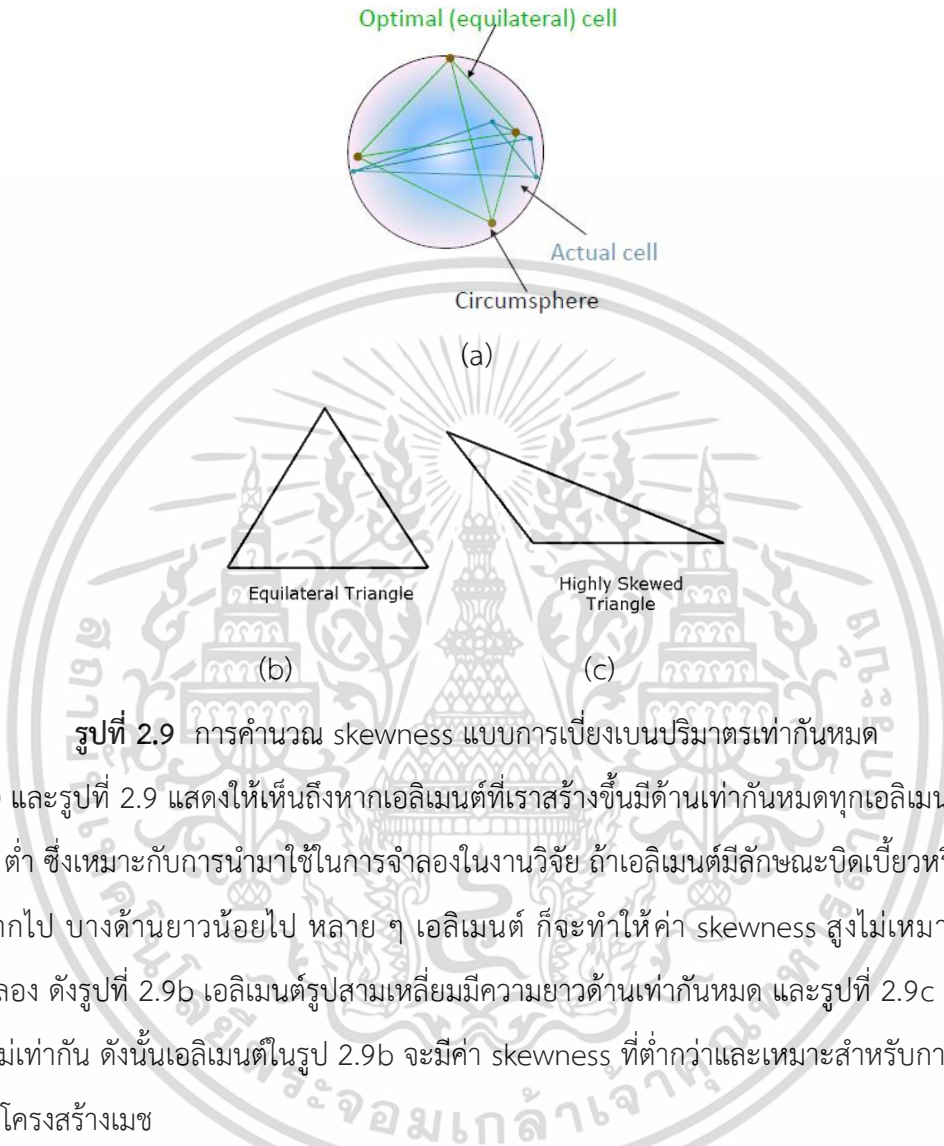 Optimal (equilateral) cell
Actual cell
Circumsphere
(a)
Equilateral Triangle
Highly Skewed
Triangle
(b)
(c)
รูปที่ 2.9 การคำนวณ skewness แบบการเบี่ยงเบนปริมาตรเท่ากันหมด
และรูปที่ 2.9 แสดงให้เห็นถึงหากเอลิเมนต์ที่เราสร้างขึ้นมีด้านเท่ากันหมดทุกเอลิเมน
ต่ำ ซึ่งเหมาะกับการนำมาใช้ในการจำลองในงานวิจัย ถ้าเอลิเมนต์มีลักษณะบิดเบี้ยวหรื
ากไป บางด้านยาวน้อยไป หลาย ๆ เอลิเมนต์ ก็จะทำให้ค่า skewness สูงไม่เหมา
ลอง ดังรูปที่ 2.9b เอลิเมนต์รูปสามเหลี่ยมมีความยาวด้านเท่ากันหมด และรูปที่ 2.9c
ม่เท่ากัน ดังนั้นเอลิเมนต์ในรูป 2.9b จะมีค่า skewness ที่ต่ำกว่าและเหมาะสำหรับกา
โครงสร้างเมช